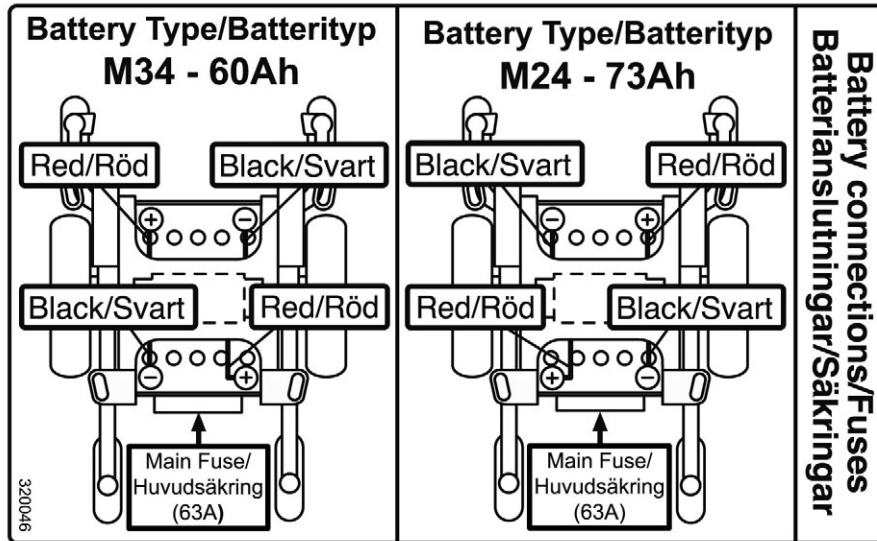 Battery Type/Batterityp
M34 - 60Ah
Red/Röd
Black/Svart
+
−
Black/Svart
Red/Röd
−
+
Main Fuse/
Huvudsäkring
(63A)
320046
Battery Type/Batterityp
M24 - 73Ah
Black/Svart
Red/Röd
−
+
Red/Röd
Black/Svart
+
−
Main Fuse/
Huvudsäkring
(63A)
Battery connections/Fuses
Batterianslutningar/Säkringar